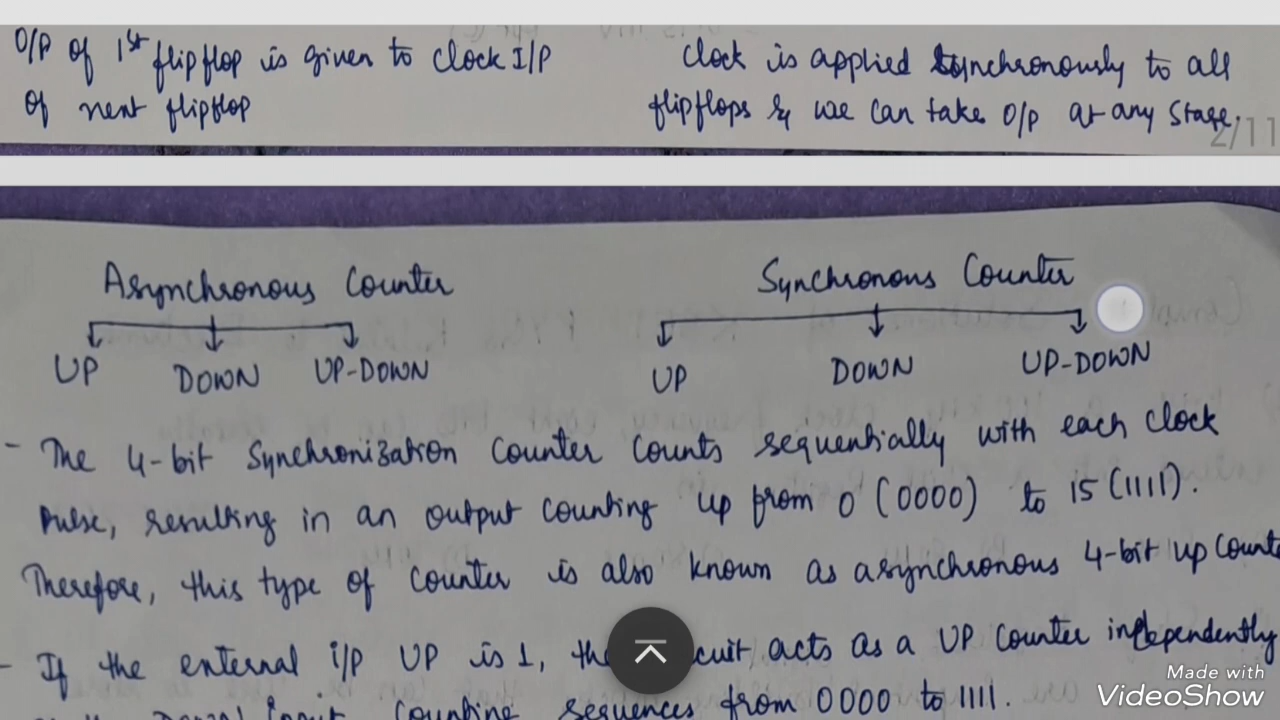 O/P of 1st flipflop is given to clock I/P
of next flipflop
Clock is applied Synchronously to all
flipflops & we can take O/P at any stage.
2/11
Asynchronous Counter
UP DOWN UP-DOWN
Synchronous Counter
UP DOWN UP-DOWN
- The 4-bit Synchronization Counter Counts sequentially with each clock
Pulse, resulting in an output counting up from 0 (0000) to 15 (1111).
Therefore, this type of counter is also known as asynchronous 4-bit up Count
- If the external i/p UP is 1, the acts as a UP Counter independently
Counting sequences from 0000 to 1111.
Made with
VideoShow